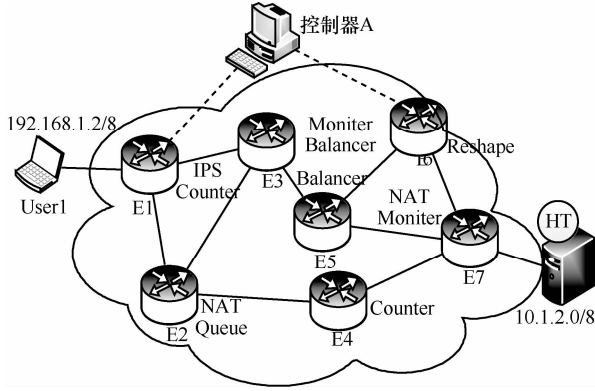 控制器A
192.168.1.2/8
Moniter
Balancer
E6
Reshape
IPS
Counter
E3
Balancer
User1
E1
NAT
Moniter
HT
E5
E7
NAT
Queue
E2
Counter
E4
10.1.2.0/8